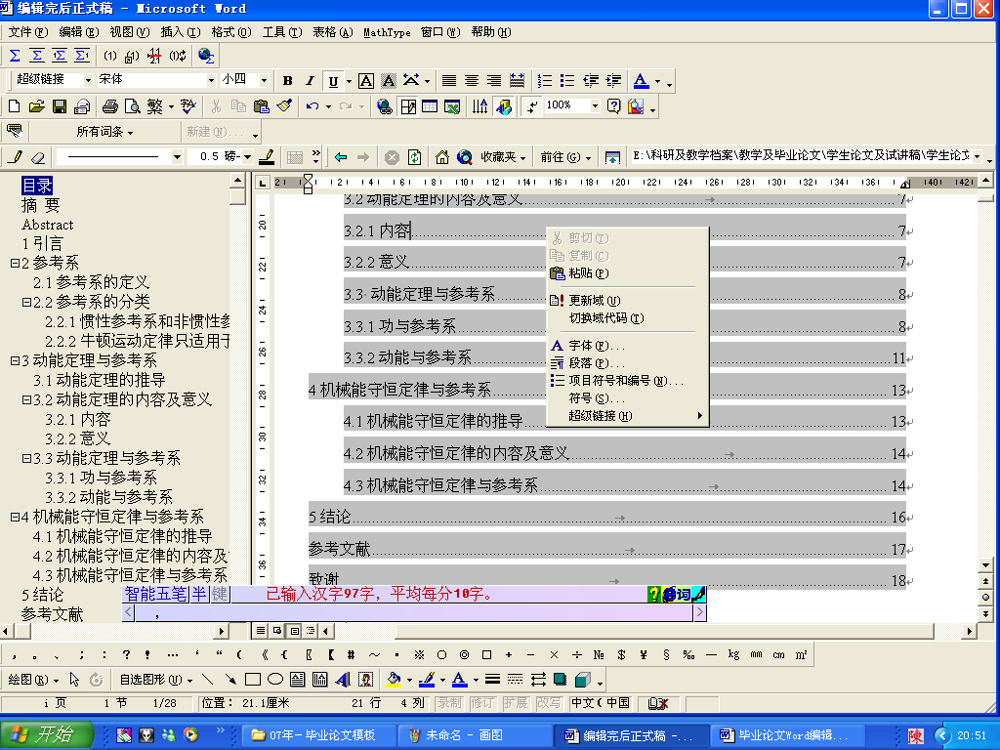 编辑完后正式稿 - Microsoft Word
文件(F) 编辑(E) 视图(V) 插入(I) 格式(O) 工具(T) 表格(A) MathType 窗口(W) 帮助(H)
超级链接 宋体 小四 B I U A A A
繁 100%
所有词条 新建(N)...
0.5 磅 收藏夹 前往(G) E:\科研及教学档案\教学及毕业论文\学生论文及试讲稿\学生论文
目录
摘 要
Abstract
1 引言
2 参考系
2.1 参考系的定义
2.2 参考系的分类
2.2.1 惯性参考系和非惯性参
2.2.2 牛顿运动定律只适用于
3 动能定理与参考系
3.1 动能定理的推导
3.2 动能定理的内容及意义
3.2.1 内容
3.2.2 意义
3.3 动能定理与参考系
3.3.1 功与参考系
3.3.2 动能与参考系
4 机械能守恒定律与参考系
4.1 机械能守恒定律的推导
4.2 机械能守恒定律的内容及
4.3 机械能守恒定律与参考系
5 结论
参考文献
3.2 动能定理的内容及意义 7
3.2.1 内容 7
3.2.2 意义 7
3.3 动能定理与参考系 8
3.3.1 功与参考系 8
3.3.2 动能与参考系 11
4 机械能守恒定律与参考系 13
4.1 机械能守恒定律的推导 13
4.2 机械能守恒定律的内容及意义 14
4.3 机械能守恒定律与参考系 14
5 结论 16
参考文献 17
致谢 18
剪切(T)
复制(C)
粘贴(P)
更新域(U)
切换域代码(T)
字体(F)...
段落(P)...
项目符号和编号(N)...
符号(S)...
超级链接(H)
智能五笔 半 键 已输入汉字97字，平均每分10字。 ? 词
，
， 。 、 ； ： ？ ！ … ‘ “ （ 《 ｛ 〖 【 # ～ · ※ ○ ◎ □ + － × ÷ № $ ¥ § ‰ — kg mm cm m²
绘图(R) 自选图形(U)
i 页 1 节 1/28 位置: 21.1厘米 21 行 4 列 录制 修订 扩展 改写 中文(中国
开始 07年-毕业论文模板 未命名 - 画图 编辑完后正式稿 -... 毕业论文Word编辑... 陳 20:51